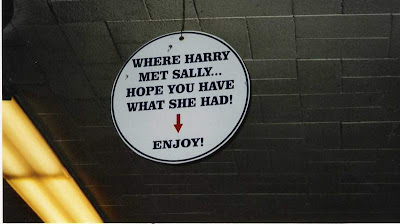 WHERE HARRY
MET SALLY...
HOPE YOU HAVE
WHAT SHE HAD!
ENJOY!